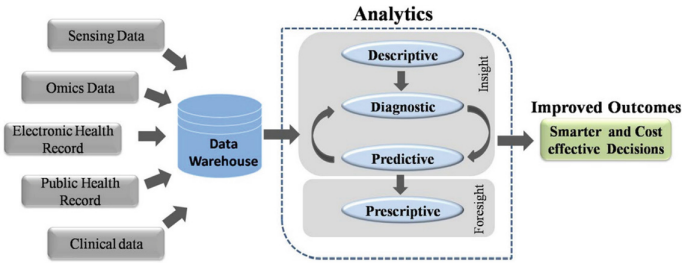 Analytics
Sensing Data
Omics Data
Electronic Health
Record
Public Health
Record
Clinical data
Data
Warehouse
Descriptive
Diagnostic
Predictive
Prescriptive
Insight
Foresight
Improved Outcomes
Smarter and Cost
effective Decisions